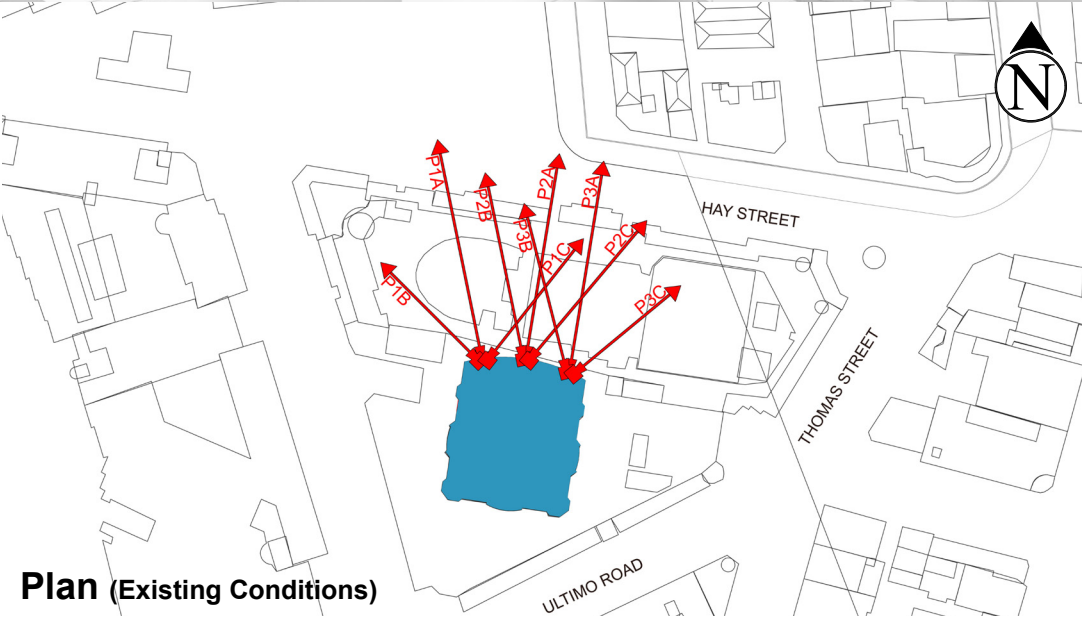 N
P1A
P2B
P2A
P3A
P3B
P1C
P2C
P1B
P3C
HAY STREET
THOMAS STREET
ULTIMO ROAD
Plan (Existing Conditions)